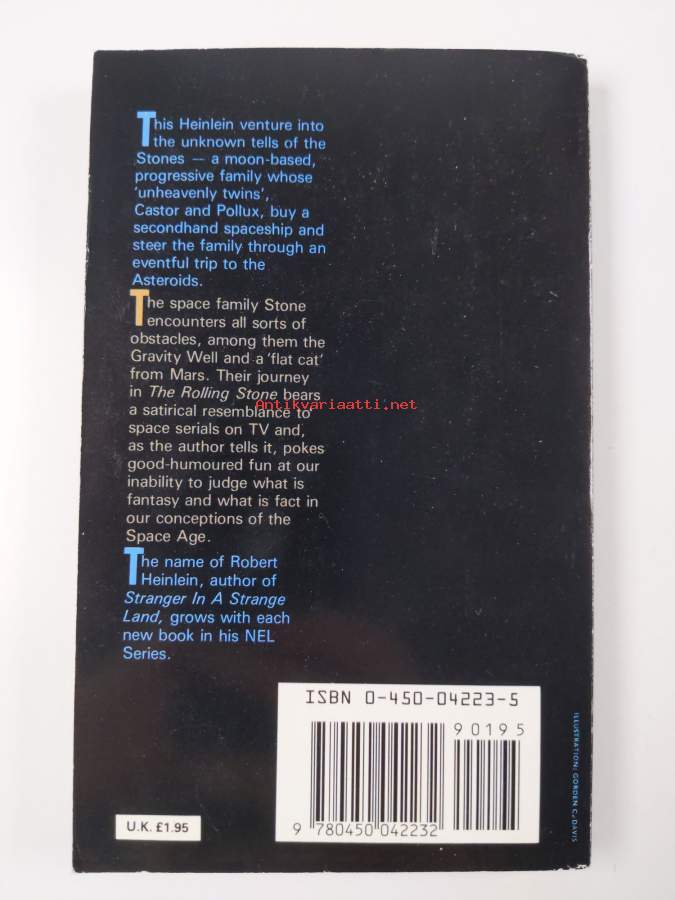 This Heinlein venture into
the unknown tells of the
Stones — a moon-based,
progressive family whose
'unheavenly twins',
Castor and Pollux, buy a
secondhand spaceship and
steer the family through an
eventful trip to the
Asteroids.
The space family Stone
encounters all sorts of
obstacles, among them the
Gravity Well and a 'flat cat'
from Mars. Their journey
in The Rolling Stone bears
a satirical resemblance to
space serials on TV and,
as the author tells it, pokes
good-humoured fun at our
inability to judge what is
fantasy and what is fact in
our conceptions of the
Space Age.
The name of Robert
Heinlein, author of
Stranger In A Strange
Land, grows with each
new book in his NEL
Series.
Antikvariaatti.net
ISBN 0-450-04223-5
90195
9 780450 042232
U.K. £1.95
ILLUSTRATION: GORDEN C. DAVIS